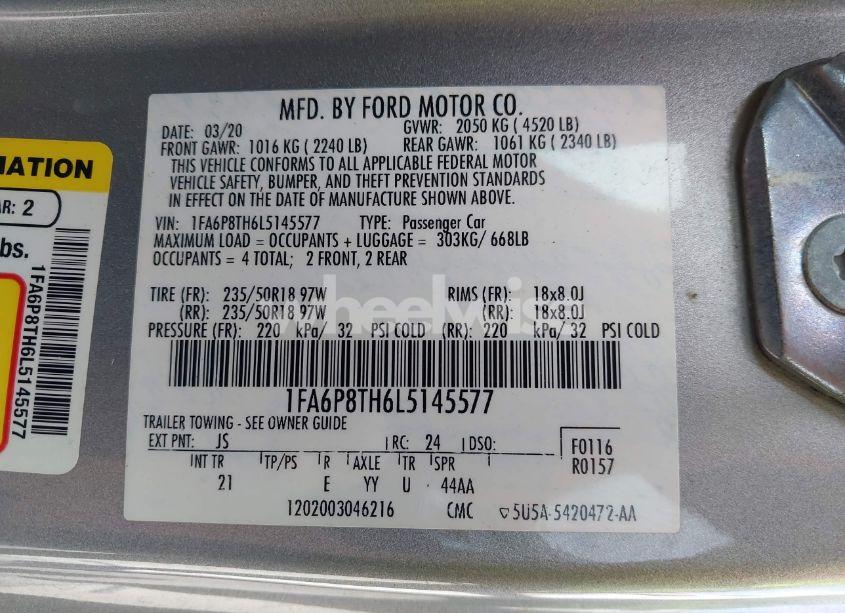 MFD. BY FORD MOTOR CO.
DATE: 03/20 GVWR: 2050 KG ( 4520 LB)
FRONT GAWR: 1016 KG ( 2240 LB) REAR GAWR: 1061 KG ( 2340 LB)
THIS VEHICLE CONFORMS TO ALL APPLICABLE FEDERAL MOTOR
VEHICLE SAFETY, BUMPER, AND THEFT PREVENTION STANDARDS
IN EFFECT ON THE DATE OF MANUFACTURE SHOWN ABOVE.
VIN: 1FA6P8TH6L5145577 TYPE: Passenger Car
MAXIMUM LOAD = OCCUPANTS + LUGGAGE = 303KG/ 668LB
OCCUPANTS = 4 TOTAL; 2 FRONT, 2 REAR
TIRE (FR): 235/50R18 97W RIMS (FR): 18x8.0J
(RR): 235/50R18 97W (RR): 18x8.0J
PRESSURE (FR): 220 kPa/ 32 PSI COLD (RR): 220 kPa/ 32 PSI COLD
1FA6P8TH6L5145577
TRAILER TOWING - SEE OWNER GUIDE
EXT PNT: JS RC: 24 DSO: F0116
R0157
INT TR TP/PS R AXLE TR SPR
21 E YY U 44AA
1202003046216 CMC 5U5A-5420472-AA
MATION
AR: 2
bs.
1FA6P8TH6L5145577
wheelwis